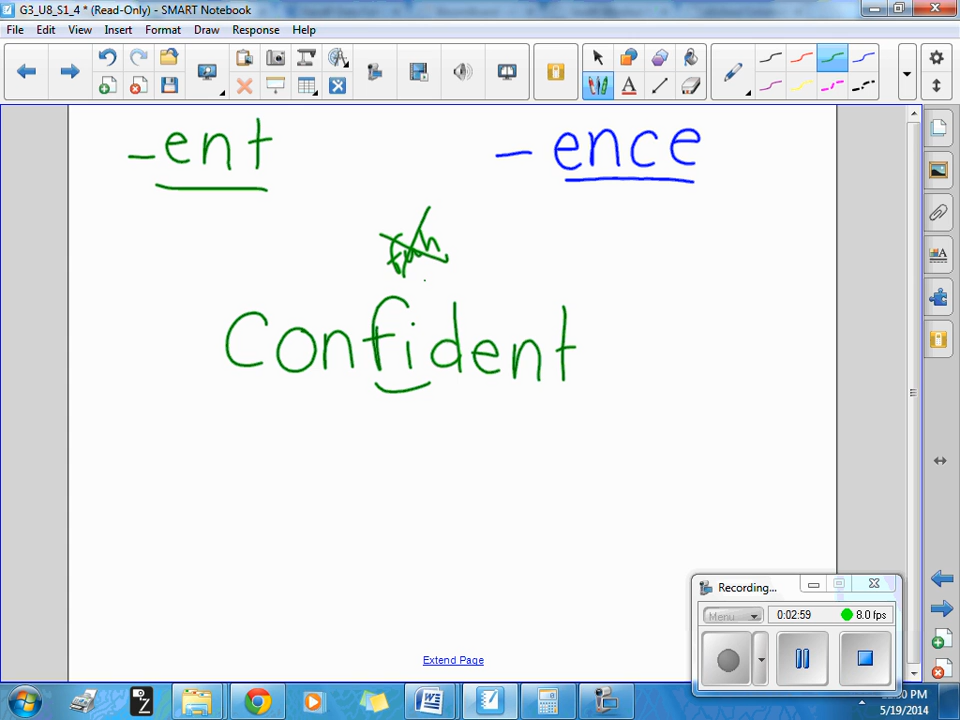 G3_U8_S1_4 * (Read-Only) - SMART Notebook
File Edit View Insert Format Draw Response Help
-ent
-ence
Confident
Extend Page
Recording...
Menu
0:02:59
8.0 fps
5/19/2014